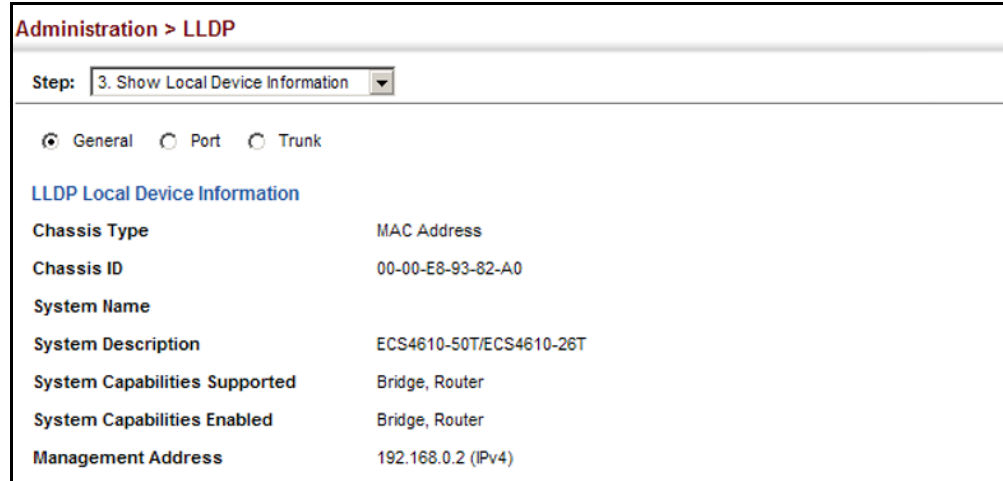 Administration > LLDP
Step: 3. Show Local Device Information
General Port Trunk
LLDP Local Device Information
Chassis Type MAC Address
Chassis ID 00-00-E8-93-82-A0
System Name
System Description ECS4610-50T/ECS4610-26T
System Capabilities Supported Bridge, Router
System Capabilities Enabled Bridge, Router
Management Address 192.168.0.2 (IPv4)